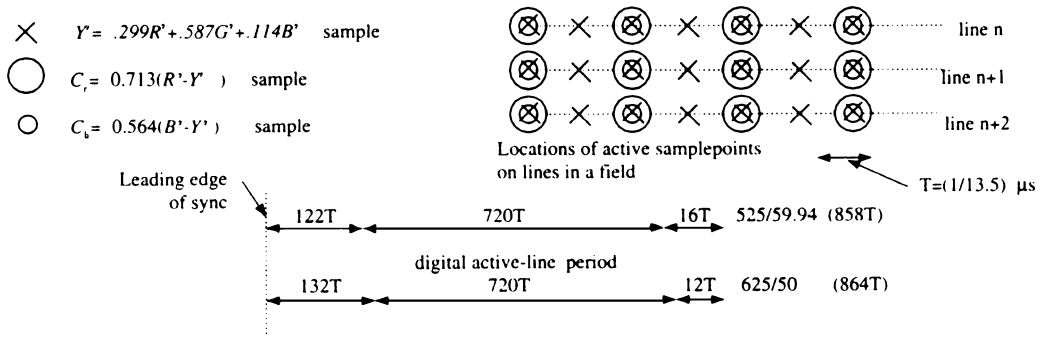 Y' = .299R'+.587G'+.114B' sample
Cr= 0.713(R'-Y' ) sample
Cb= 0.564(B'-Y' ) sample
line n
line n+1
line n+2
Locations of active samplepoints
on lines in a field
T=(1/13.5) μs
Leading edge
of sync
122T 720T 16T 525/59.94 (858T)
digital active-line period
132T 720T 12T 625/50 (864T)